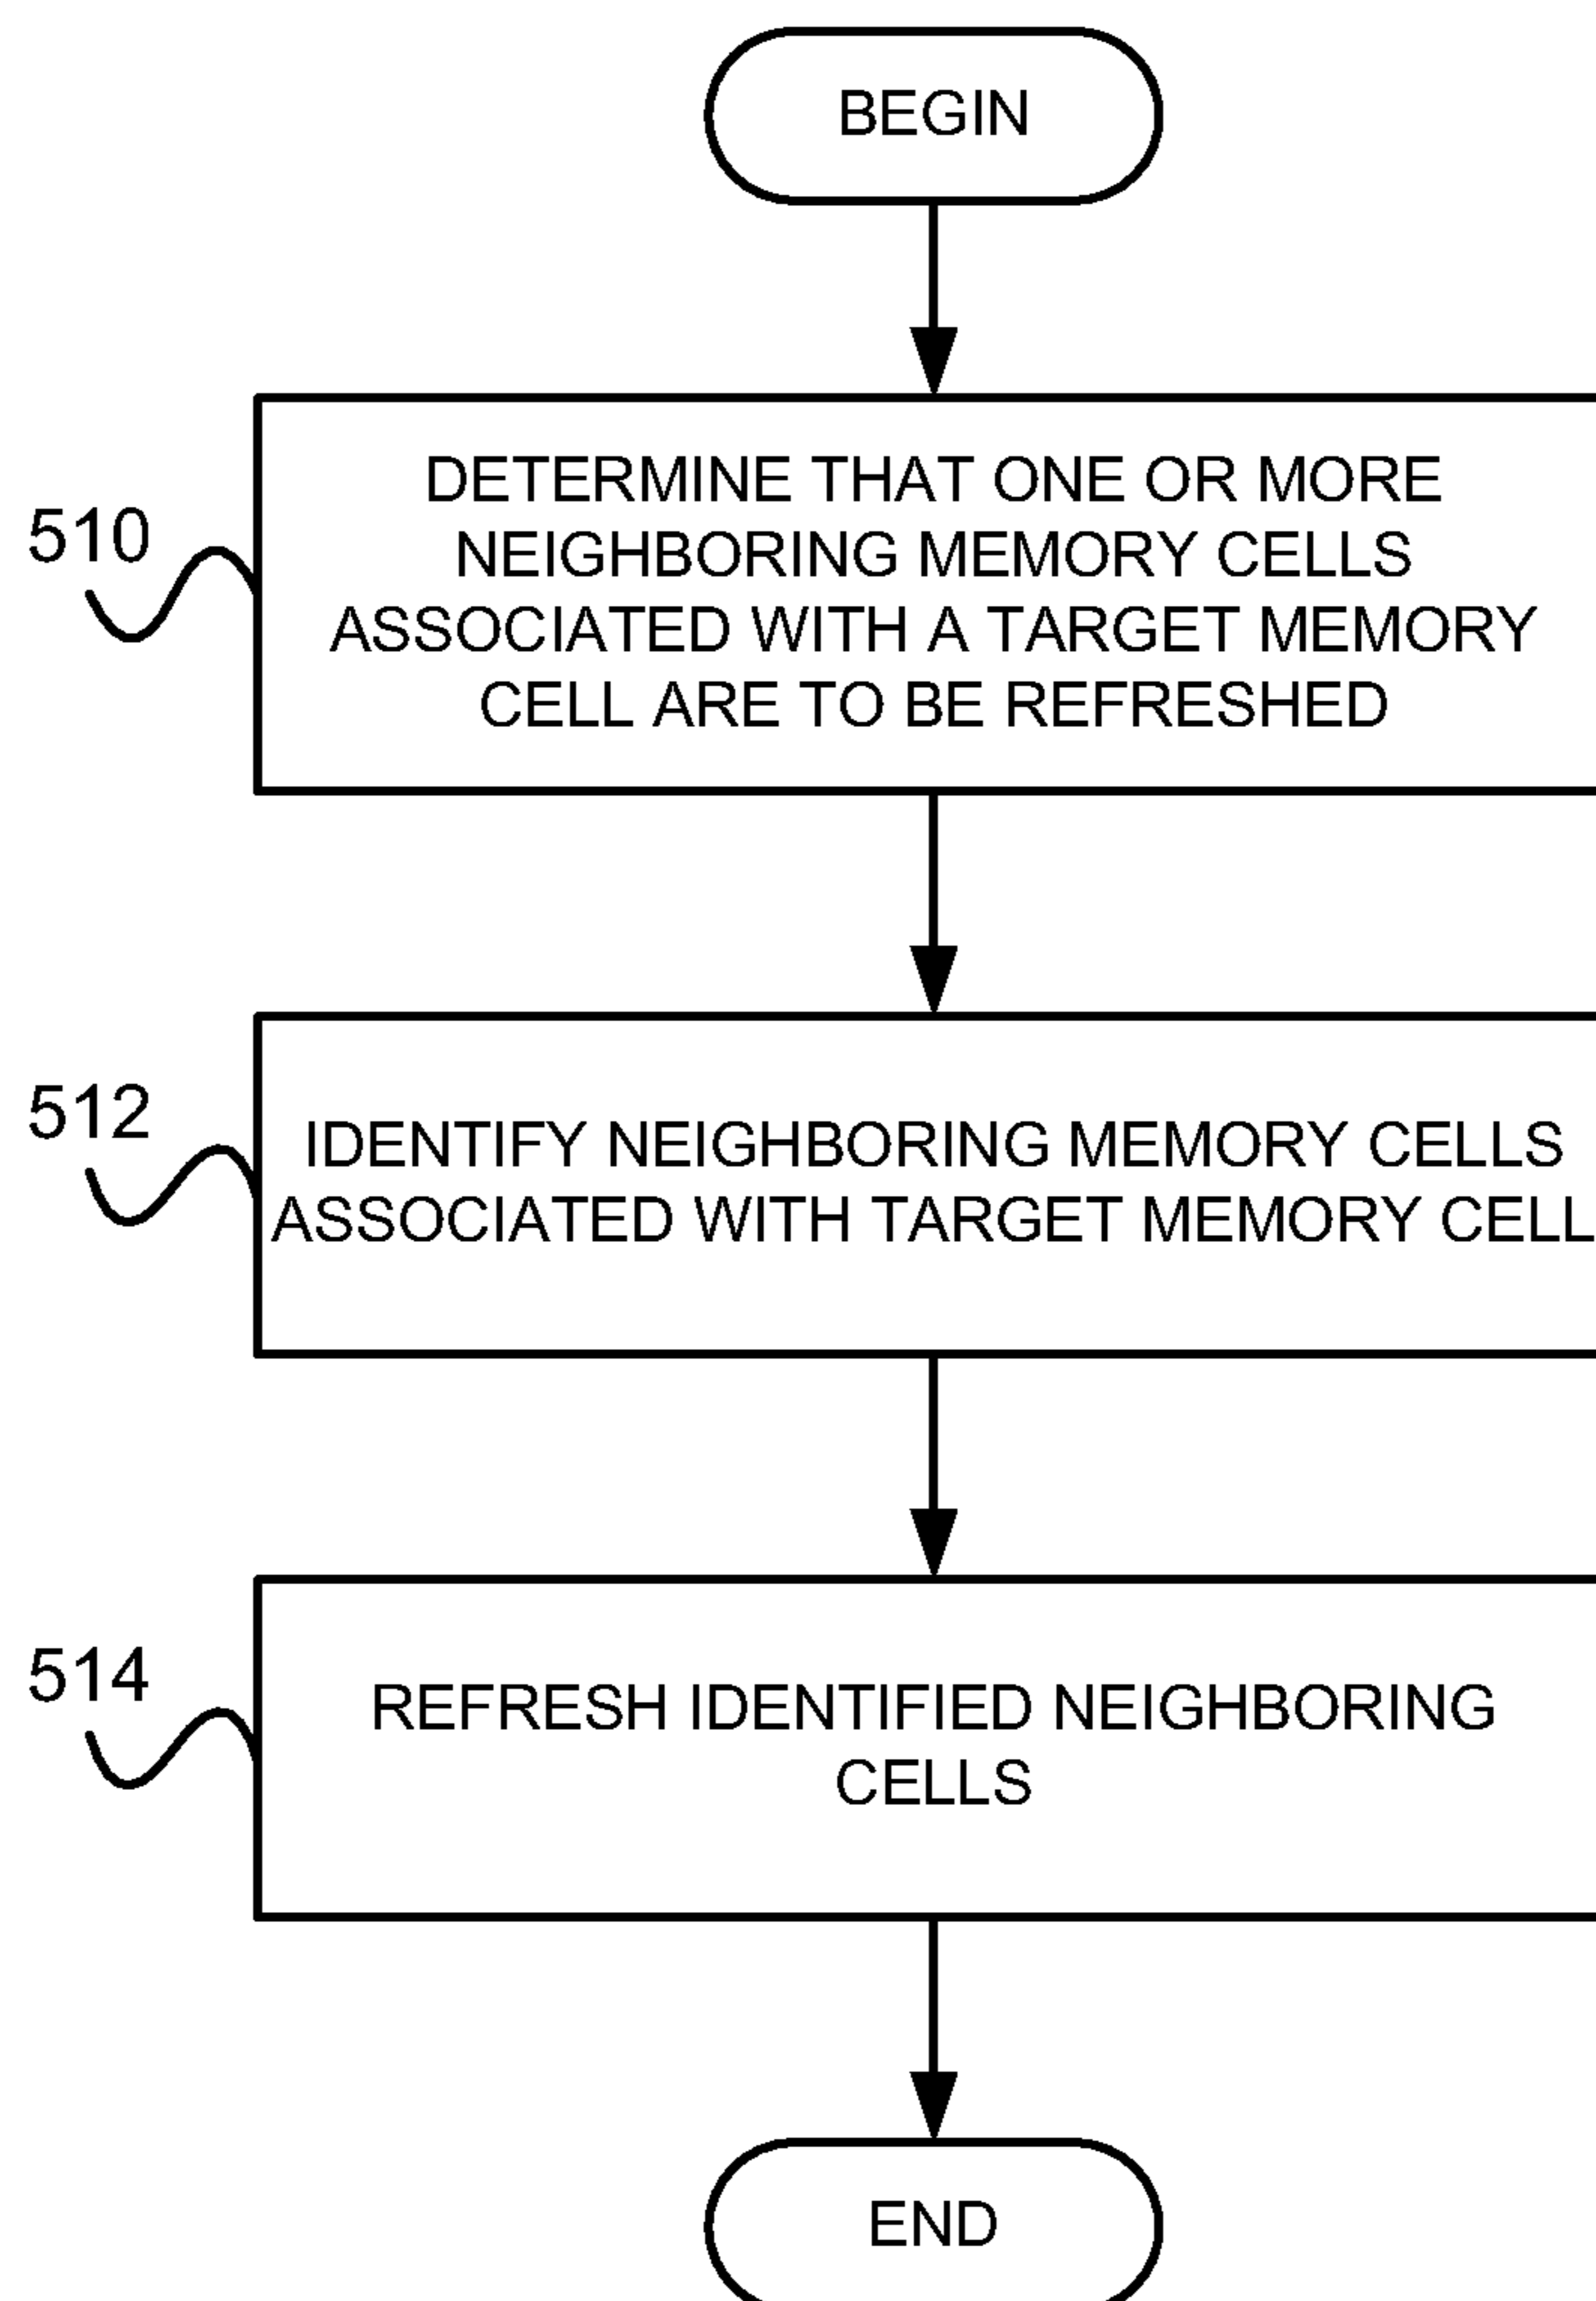 BEGIN
510
DETERMINE THAT ONE OR MORE
NEIGHBORING MEMORY CELLS
ASSOCIATED WITH A TARGET MEMORY
CELL ARE TO BE REFRESHED
512
IDENTIFY NEIGHBORING MEMORY CELLS
ASSOCIATED WITH TARGET MEMORY CELL
514
REFRESH IDENTIFIED NEIGHBORING
CELLS
END